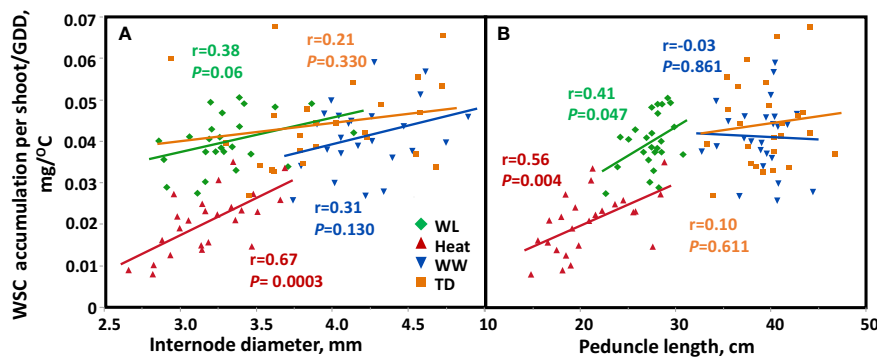 WSC accumulation per shoot/GDD,
mg/°C
0.08
0.07
0.06
0.05
0.04
0.03
0.02
0.01
0
A
r=0.38
P=0.06
r=0.21
P=0.330
r=0.31
P=0.130
r=0.67
P= 0.0003
WL
Heat
WW
TD
2.5
3.0
3.5
4.0
4.5
Internode diameter, mm
B
r=-0.03
P=0.861
r=0.41
P=0.047
r=0.56
P=0.004
r=0.10
P=0.611
10
20
30
40
50
Peduncle length, cm